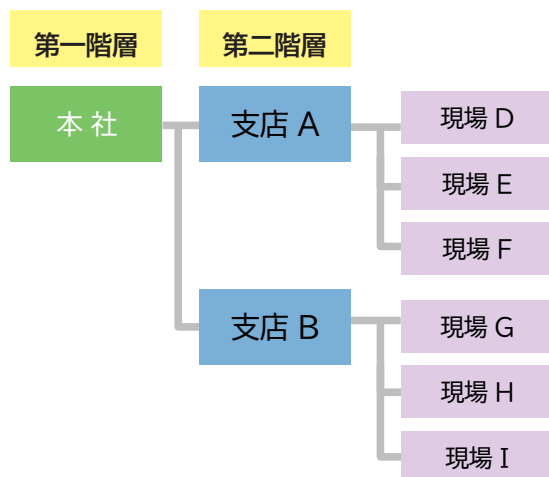 第一階層
第二階層
本 社
支店 A
現場 D
現場 E
現場 F
支店 B
現場 G
現場 H
現場 I